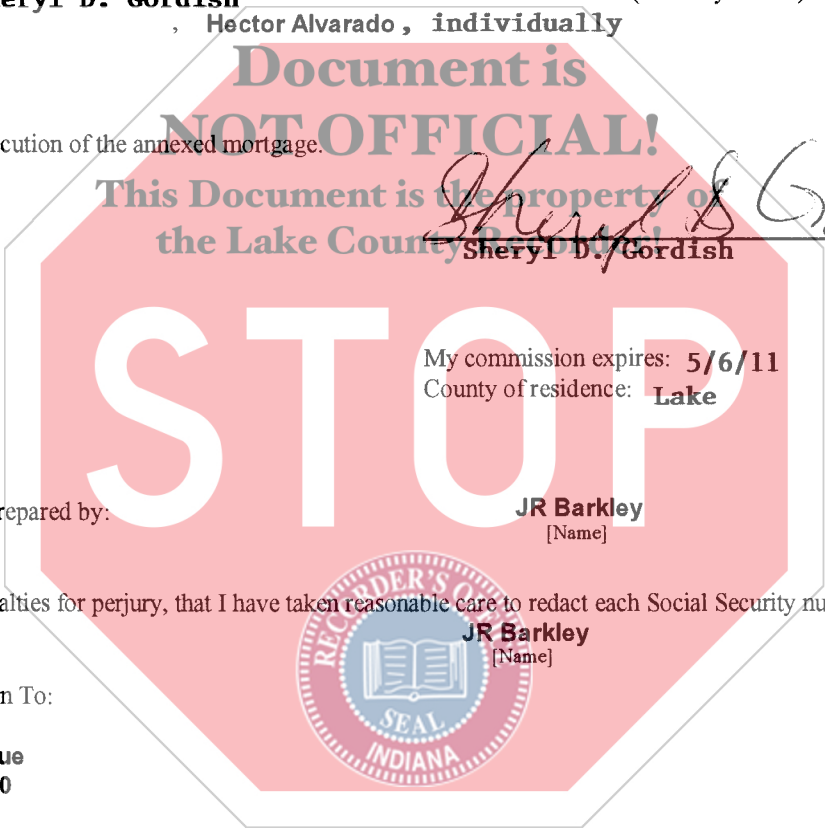 Sheryl D. Gordish
, Hector Alvarado, individually
Document is
NOT OFFICIAL!
cution of the annexed mortgage.
This Document is the property of
the Lake County Recorder!
Sheryl D. Gordish
STOP
My commission expires: 5/6/11
County of residence: Lake
repared by:
JR Barkley
[Name]
alties for perjury, that I have taken reasonable care to redact each Social Security nu
JR Barkley
[Name]
RECORDER'S OFFICE
SEAL
INDIANA
n To:
ue
0